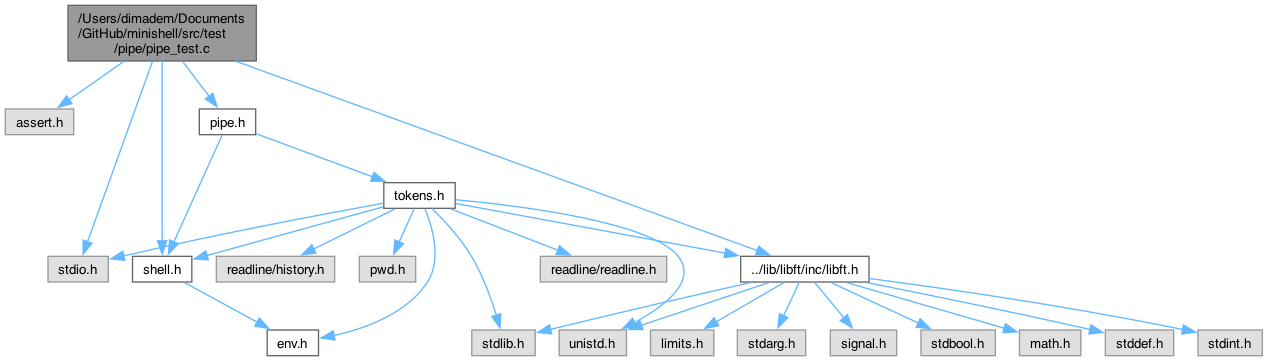 /Users/dimadem/Documents
/GitHub/minishell/src/test
/pipe/pipe_test.c
assert.h
pipe.h
tokens.h
stdio.h
shell.h
readline/history.h
pwd.h
readline/readline.h
../lib/libft/inc/libft.h
env.h
stdlib.h
unistd.h
limits.h
stdarg.h
signal.h
stdbool.h
math.h
stddef.h
stdint.h